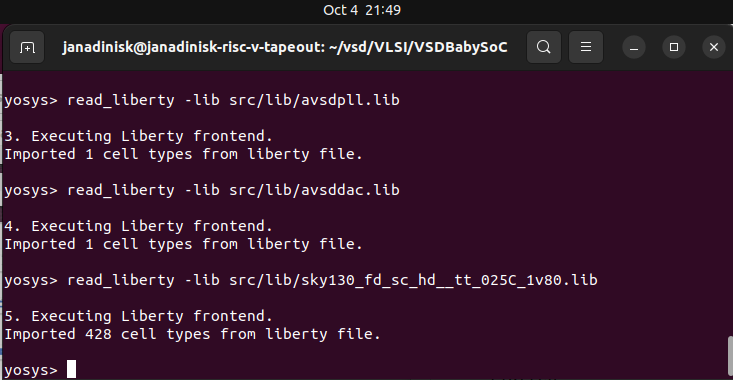 Oct 4 21:49
janadinisk@janadinisk-risc-v-tapeout: ~/vsd/VLSI/VSDBabySoC
yosys> read_liberty -lib src/lib/avsdpll.lib
3. Executing Liberty frontend.
Imported 1 cell types from liberty file.
yosys> read_liberty -lib src/lib/avsddac.lib
4. Executing Liberty frontend.
Imported 1 cell types from liberty file.
yosys> read_liberty -lib src/lib/sky130_fd_sc_hd__tt_025C_1v80.lib
5. Executing Liberty frontend.
Imported 428 cell types from liberty file.
yosys>